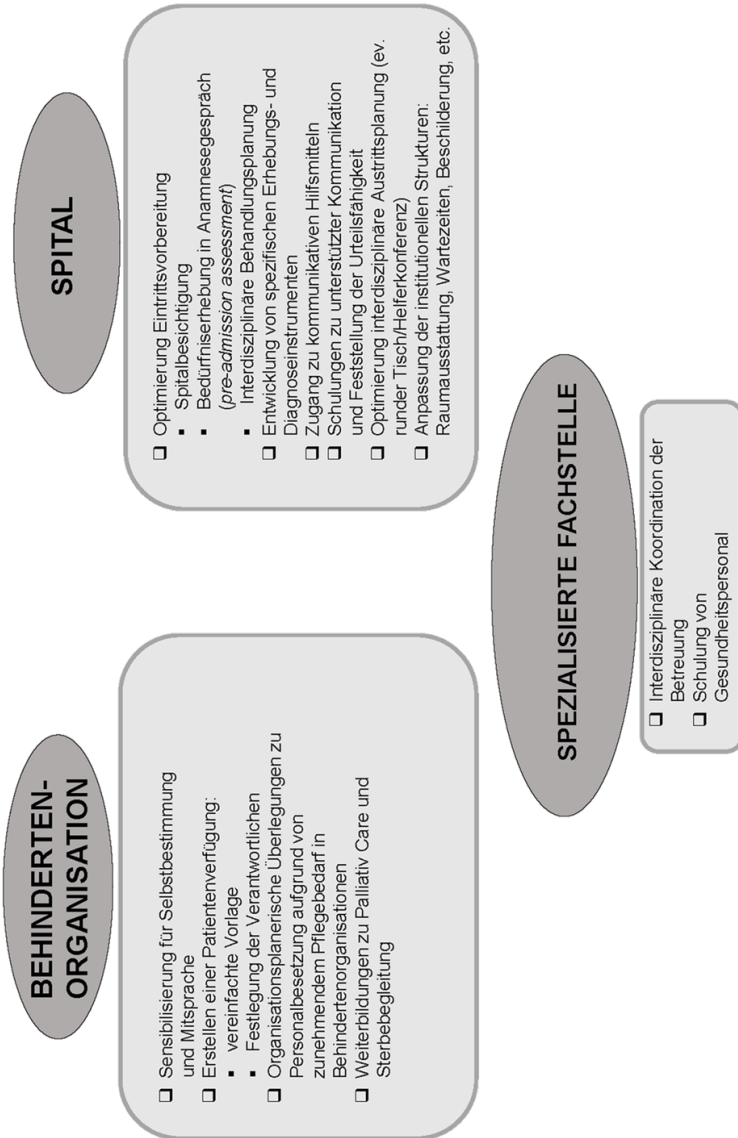 BEHINDERTEN-
ORGANISATION
❑ Sensibilisierung für Selbstbestimmung
und Mitsprache
❑ Erstellen einer Patientenverfügung:
▪ vereinfachte Vorlage
▪ Festlegung der Verantwortlichen
❑ Organisationsplanerische Überlegungen zu
Personalbesetzung aufgrund von
zunehmendem Pflegebedarf in
Behindertenorganisationen
❑ Weiterbildungen zu Palliativ Care und
Sterbebegleitung
SPITAL
❑ Optimierung Eintrittsvorbereitung
▪ Spitalbesichtigung
▪ Bedürfniserhebung in Anamnesegespräch
(pre-admission assessment)
▪ Interdisziplinäre Behandlungsplanung
❑ Entwicklung von spezifischen Erhebungs- und
Diagnoseinstrumenten
❑ Zugang zu kommunikativen Hilfsmitteln
❑ Schulungen zu unterstützter Kommunikation
und Feststellung der Urteilsfähigkeit
❑ Optimierung interdisziplinäre Austrittsplanung (ev.
runder Tisch/Helferkonferenz)
❑ Anpassung der institutionellen Strukturen:
Raumausstattung, Wartezeiten, Beschilderung, etc.
SPEZIALISIERTE FACHSTELLE
❑ Interdisziplinäre Koordination der
Betreuung
❑ Schulung von
Gesundheitspersonal